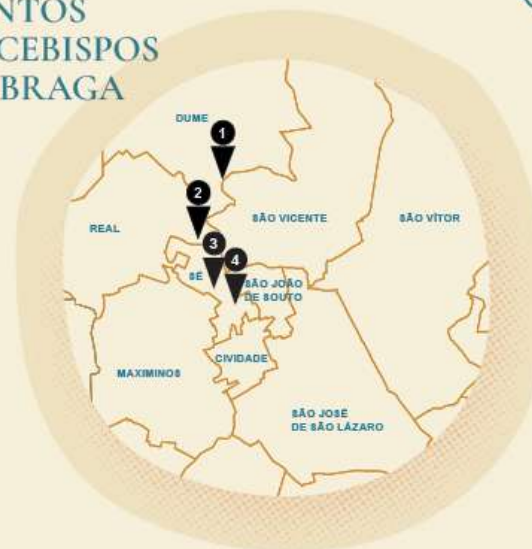 NTOS
CEBISPOS
BRAGA
DUME
1
2
REAL
SÃO VICENTE
SÃO VÍTOR
3
4
SÉ
SÃO JOÃO
DE SOUTO
CIVIDADE
MAXIMINOS
SÃO JOSÉ
DE SÃO LÁZARO